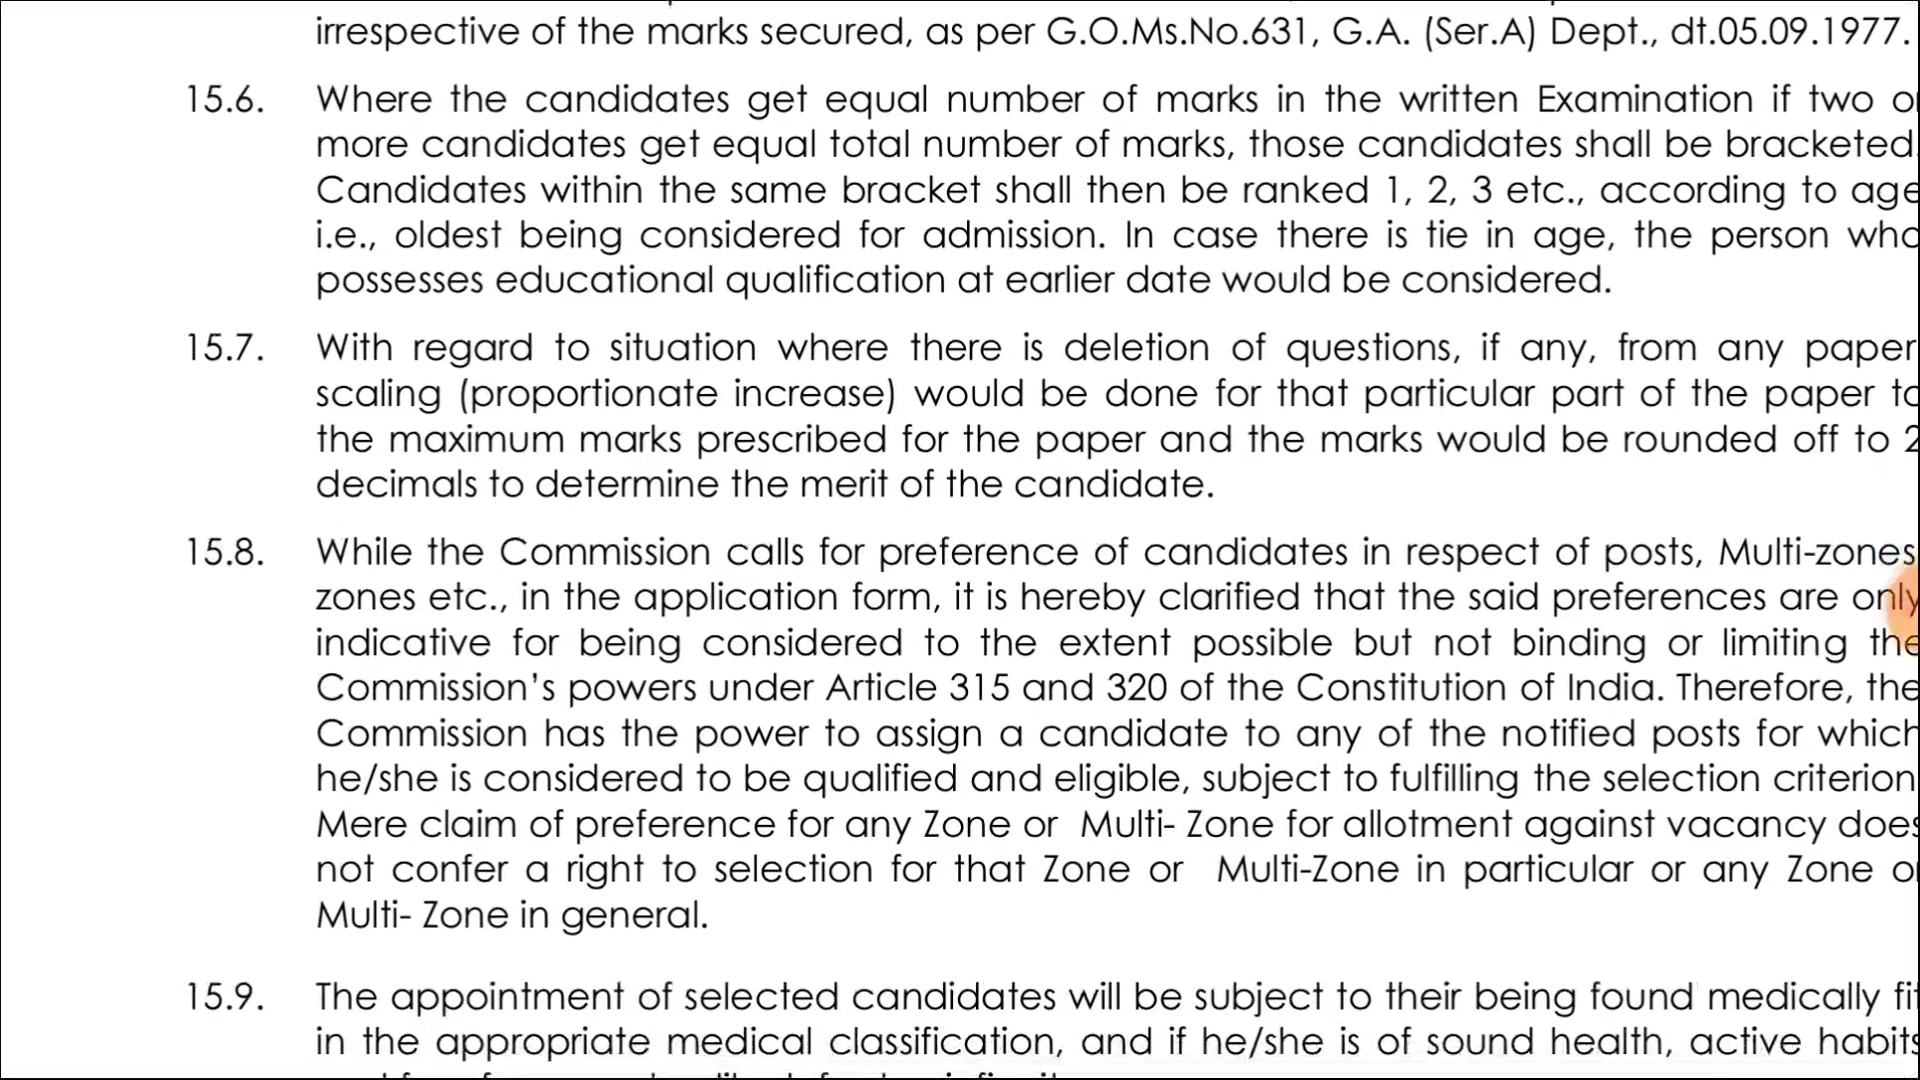 irrespective of the marks secured, as per G.O.Ms.No.631, G.A. (Ser.A) Dept., dt.05.09.1977.
15.6. Where the candidates get equal number of marks in the written Examination if two or
more candidates get equal total number of marks, those candidates shall be bracketed.
Candidates within the same bracket shall then be ranked 1, 2, 3 etc., according to age
i.e., oldest being considered for admission. In case there is tie in age, the person who
possesses educational qualification at earlier date would be considered.
15.7. With regard to situation where there is deletion of questions, if any, from any paper
scaling (proportionate increase) would be done for that particular part of the paper to
the maximum marks prescribed for the paper and the marks would be rounded off to 2
decimals to determine the merit of the candidate.
15.8. While the Commission calls for preference of candidates in respect of posts, Multi-zones
zones etc., in the application form, it is hereby clarified that the said preferences are only
indicative for being considered to the extent possible but not binding or limiting the
Commission’s powers under Article 315 and 320 of the Constitution of India. Therefore, the
Commission has the power to assign a candidate to any of the notified posts for which
he/she is considered to be qualified and eligible, subject to fulfilling the selection criterion
Mere claim of preference for any Zone or Multi- Zone for allotment against vacancy does
not confer a right to selection for that Zone or Multi-Zone in particular or any Zone or
Multi- Zone in general.
15.9. The appointment of selected candidates will be subject to their being found medically fit
in the appropriate medical classification, and if he/she is of sound health, active habits